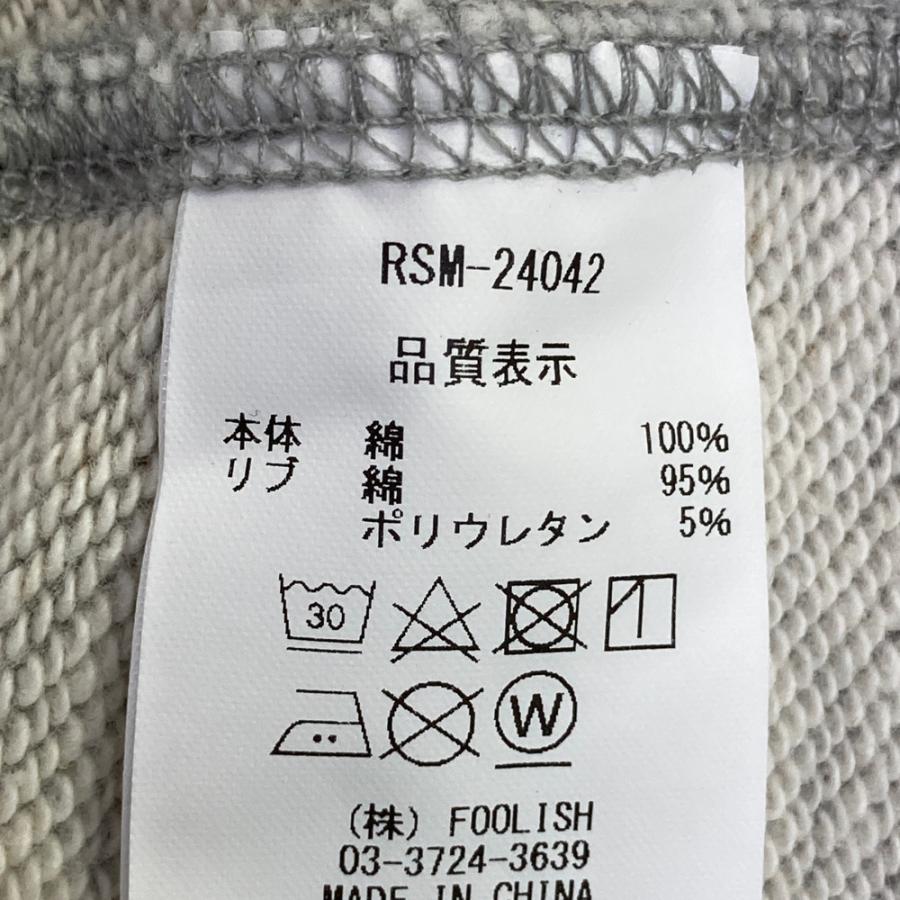 RSM-24042
品質表示
本体 綿 100%
リブ 綿 95%
ポリウレタン 5%
30
W
(株) FOOLISH
03-3724-3639
MADE IN CHINA